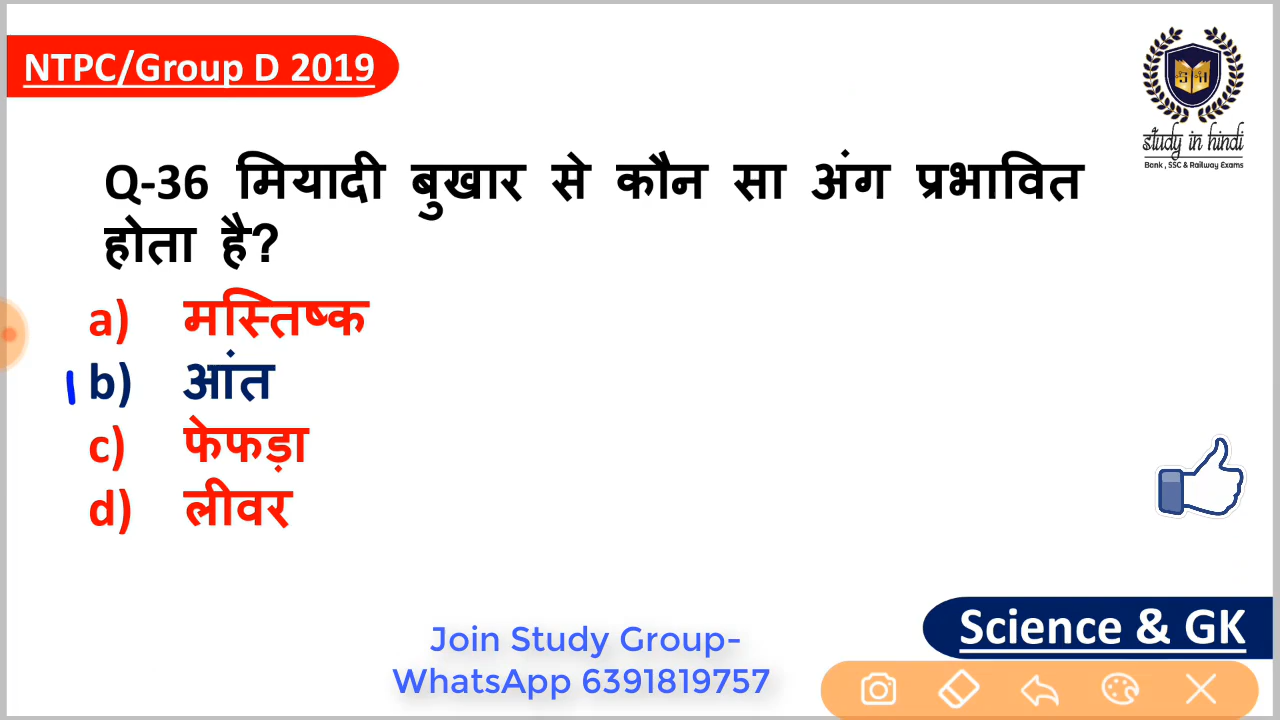 NTPC/Group D 2019
study in hindi
Bank , SSC & Railway Exams
Q-36 मियादी बुखार से कौन सा अंग प्रभावित
होता है?
a) मस्तिष्क
b) आंत
c) फेफड़ा
d) लीवर
Science & GK
Join Study Group-
WhatsApp 6391819757